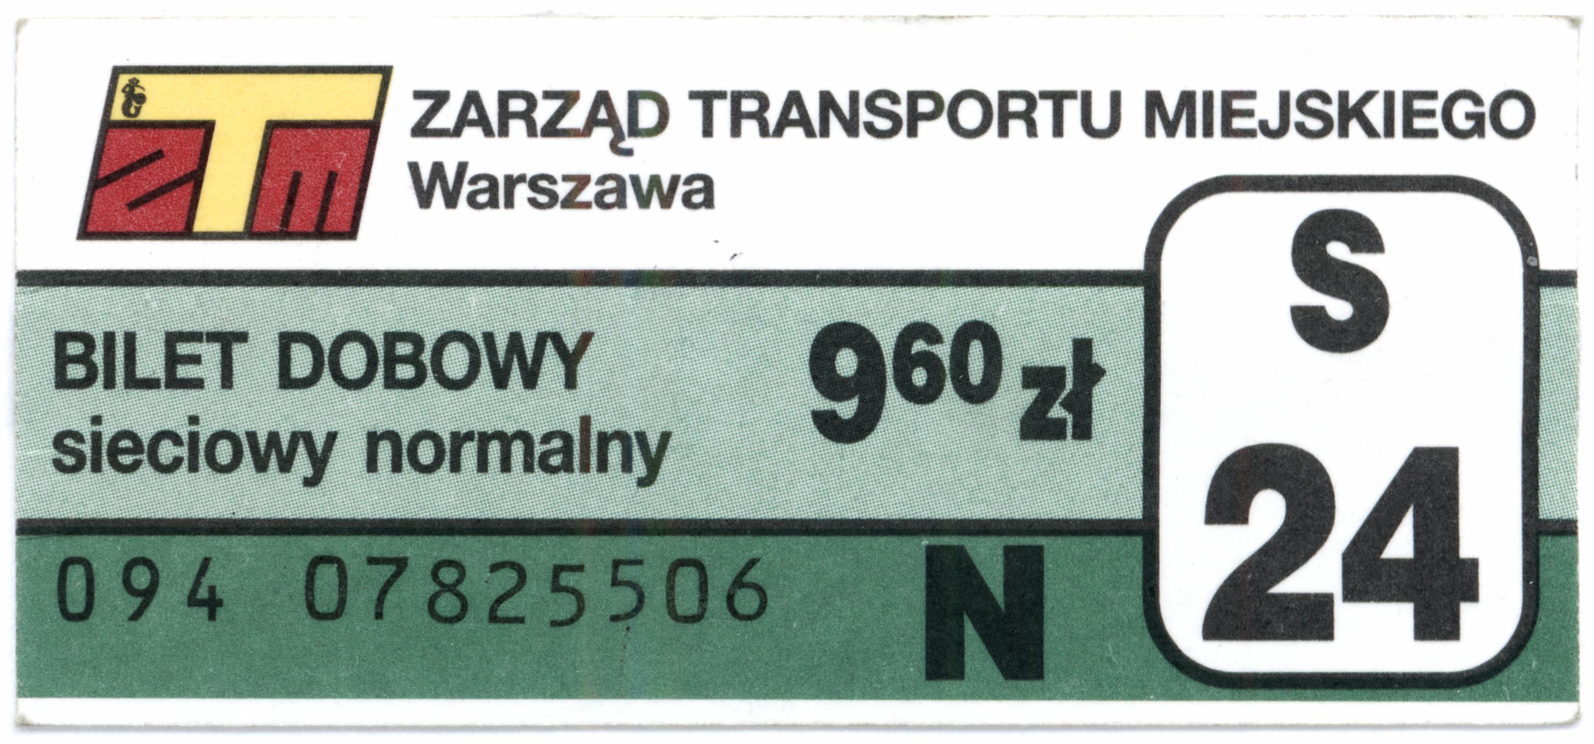 ZTM
ZARZĄD TRANSPORTU MIEJSKIEGO
Warszawa
BILET DOBOWY
sieciowy normalny
9⁶⁰ zł
S
24
094 07825506
N